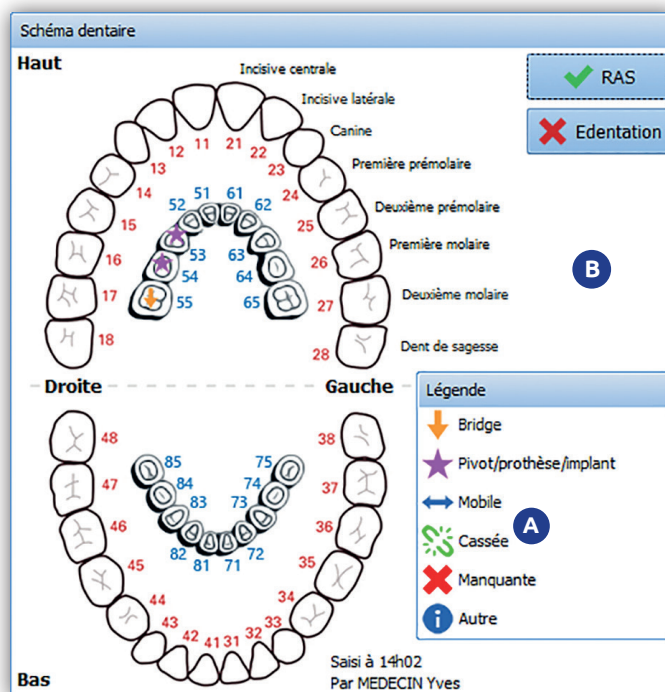 Schéma dentaire
Haut
RAS
Edentation
Incisive centrale
Incisive latérale
Canine
Première prémolaire
Deuxième prémolaire
Première molaire
Deuxième molaire
Dent de sagesse
11 21
12 22
13 23
14 24
15 25
16 26
17 27
18 28
51 61
52 62
53 63
54 64
55 65
B
Droite Gauche
48 38
47 37
46 36
45 35
44 34
43 33
42 41 31 32
85 75
84 74
83 73
82 81 71 72
Légende
Bridge
Pivot/prothèse/implant
Mobile
A
Cassée
Manquante
i Autre
Saisi à 14h02
Par MEDECIN Yves
Bas